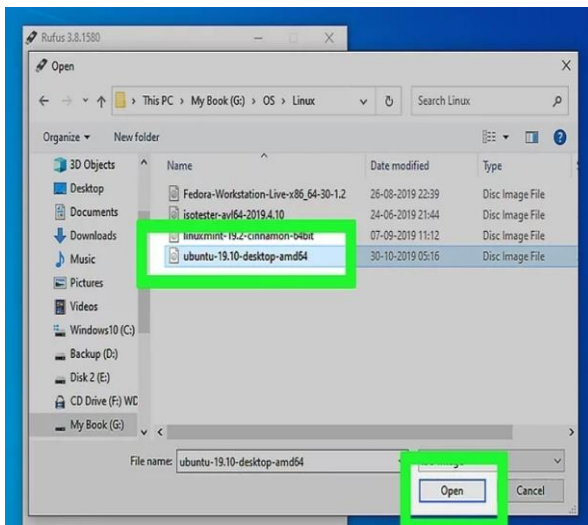 Rufus 3.8.1580
Open
This PC > My Book (G:) > OS > Linux
Search Linux
Organize
New folder
3D Objects
Desktop
Documents
Downloads
Music
Pictures
Videos
Windows10 (C:)
Backup (D:)
Disk 2 (E:)
CD Drive (F:) WD
My Book (G:)
Name Date modified Type
Fedora-Workstation-Live-x86_64-30-1.2 26-08-2019 22:39 Disc Image File
isotester-avl64-2019.4.10 24-06-2019 21:44 Disc Image File
linuxmint-19.2-cinnamon-64bit 07-09-2019 11:12 Disc Image File
ubuntu-19.10-desktop-amd64 30-10-2019 05:16 Disc Image File
File name: ubuntu-19.10-desktop-amd64
Open Cancel